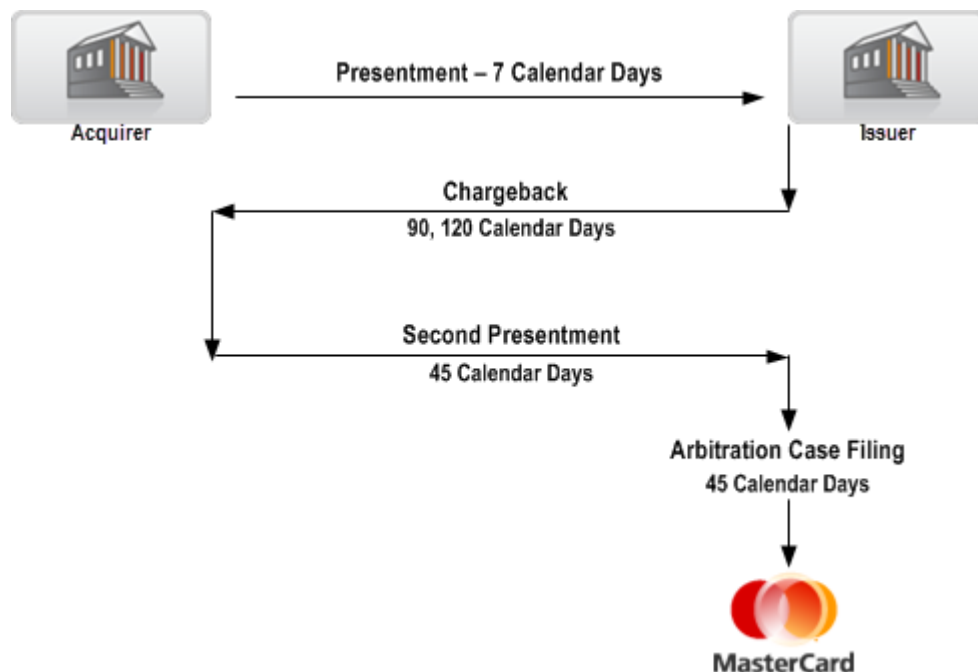 Presentment – 7 Calendar Days
Acquirer
Issuer
Chargeback
90, 120 Calendar Days
Second Presentment
45 Calendar Days
Arbitration Case Filing
45 Calendar Days
MasterCard